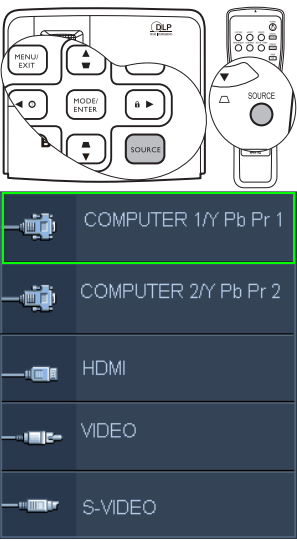 DLP
MENU/
EXIT
MODE/
ENTER
SOURCE
SOURCE
COMPUTER 1/Y Pb Pr 1
COMPUTER 2/Y Pb Pr 2
HDMI
VIDEO
S-VIDEO